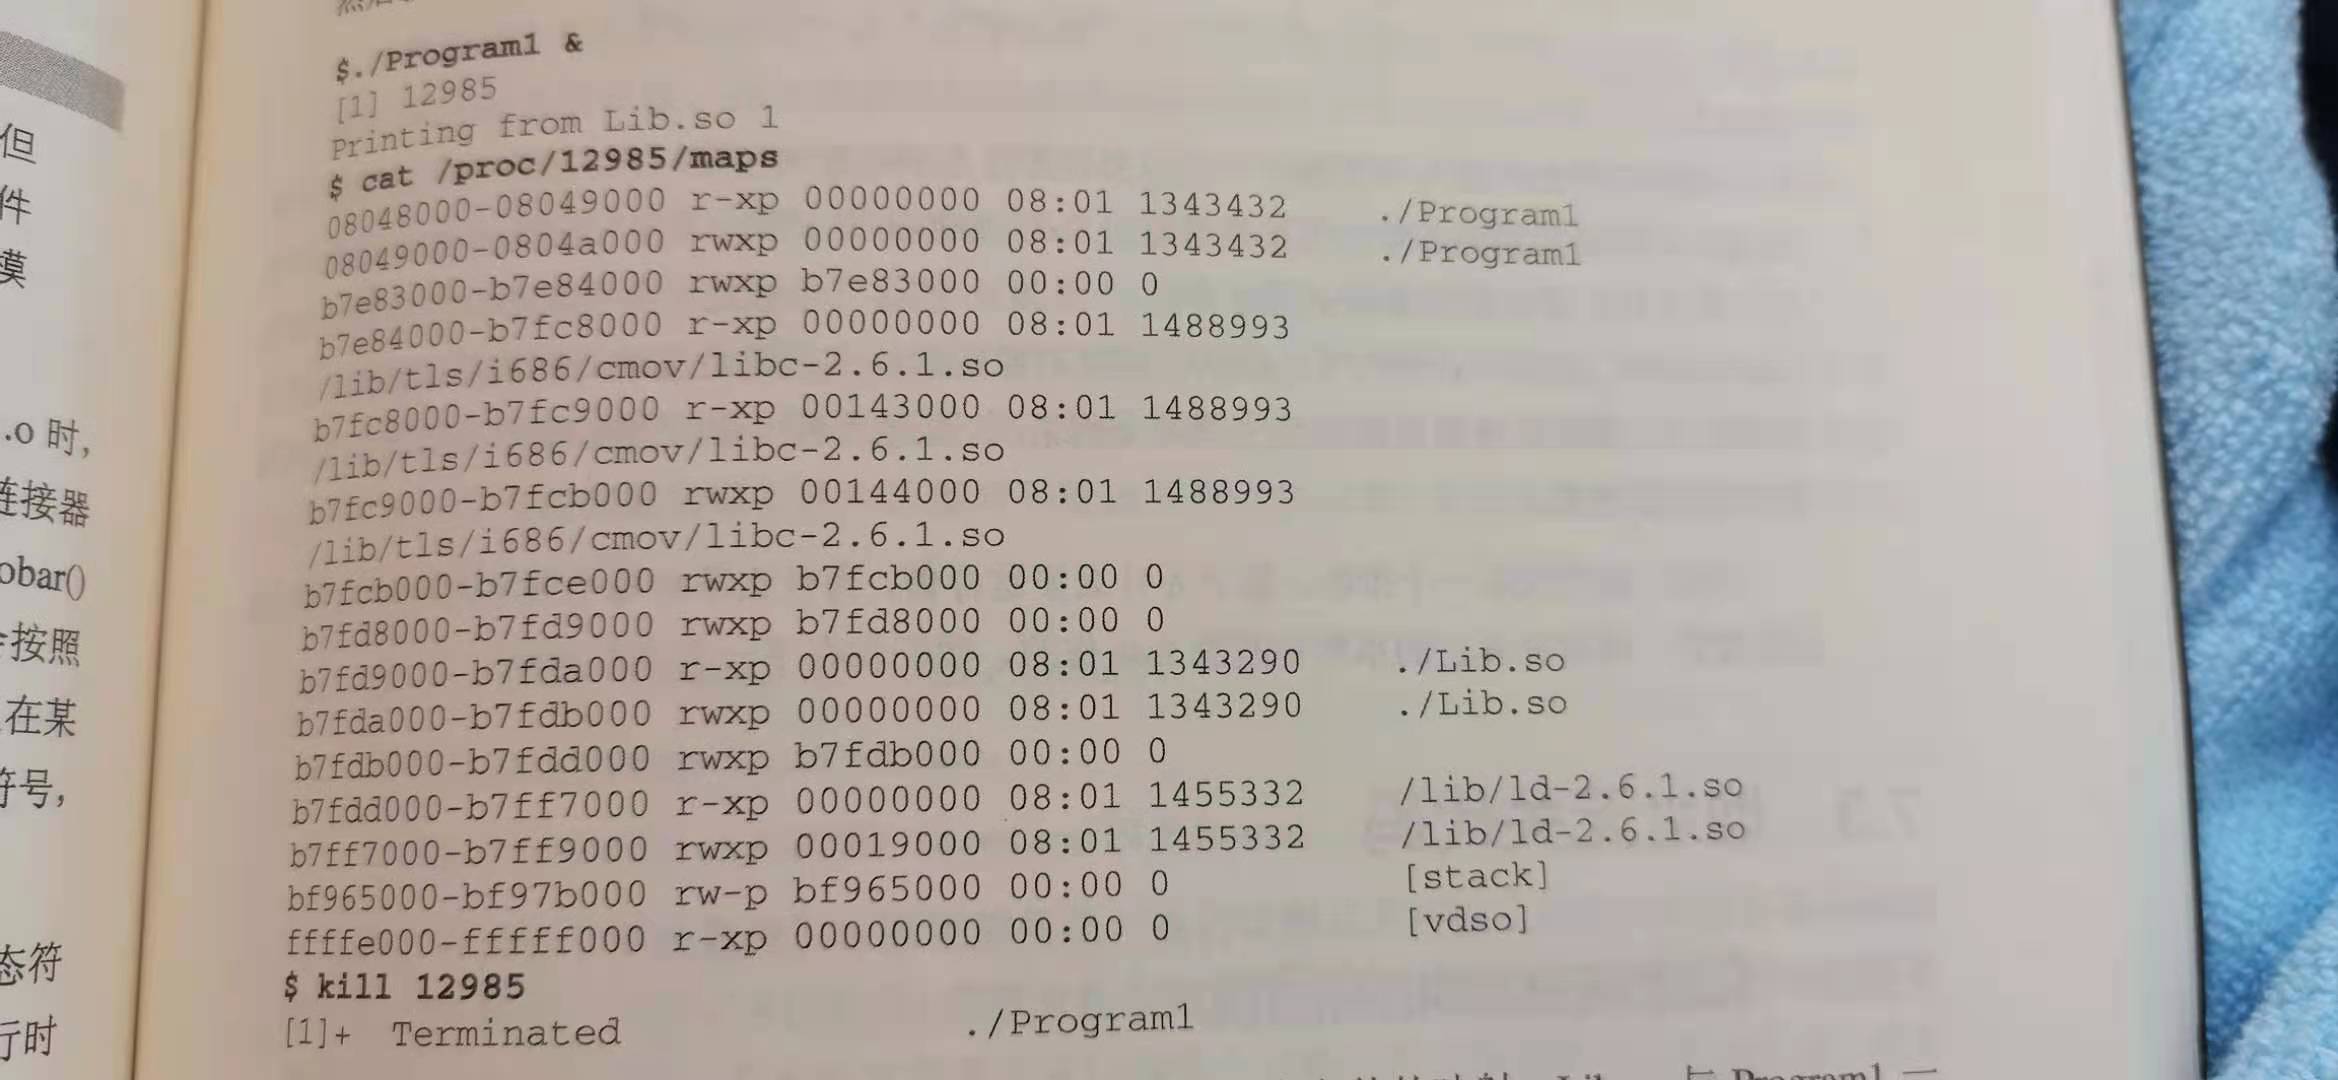 $./Program1 &
[1] 12985
Printing from Lib.so 1
$ cat /proc/12985/maps
08048000-08049000 r-xp 00000000 08:01 1343432 ./Program1
08049000-0804a000 rwxp 00000000 08:01 1343432 ./Program1
b7e83000-b7e84000 rwxp b7e83000 00:00 0
b7e84000-b7fc8000 r-xp 00000000 08:01 1488993
/lib/tls/i686/cmov/libc-2.6.1.so
b7fc8000-b7fc9000 r-xp 00143000 08:01 1488993
/lib/tls/i686/cmov/libc-2.6.1.so
b7fc9000-b7fcb000 rwxp 00144000 08:01 1488993
/lib/tls/i686/cmov/libc-2.6.1.so
b7fcb000-b7fce000 rwxp b7fcb000 00:00 0
b7fd8000-b7fd9000 rwxp b7fd8000 00:00 0
b7fd9000-b7fda000 r-xp 00000000 08:01 1343290 ./Lib.so
b7fda000-b7fdb000 rwxp 00000000 08:01 1343290 ./Lib.so
b7fdb000-b7fdd000 rwxp b7fdb000 00:00 0
b7fdd000-b7ff7000 r-xp 00000000 08:01 1455332 /lib/ld-2.6.1.so
b7ff7000-b7ff9000 rwxp 00019000 08:01 1455332 /lib/ld-2.6.1.so
bf965000-bf97b000 rw-p bf965000 00:00 0 [stack]
ffffe000-fffff000 r-xp 00000000 00:00 0 [vdso]
$ kill 12985
[1]+ Terminated ./Program1
但
件
模
.o 时,
连接器
obar()
按照
在某
符号,
态符
行时